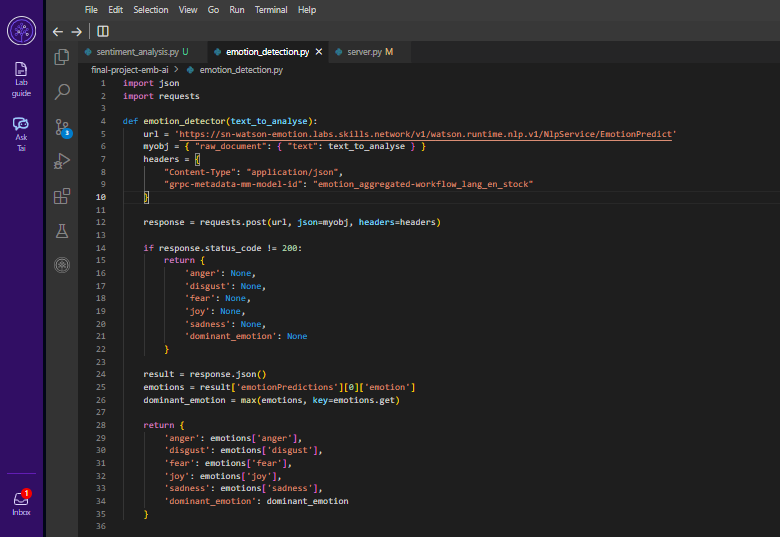 File Edit Selection View Go Run Terminal Help
sentiment_analysis.py U emotion_detection.py server.py M
final-project-emb-ai > emotion_detection.py
Lab
guide
Ask
Tai
3
1
Inbox
1 import json
2 import requests
3
4 def emotion_detector(text_to_analyse):
5 url = 'https://sn-watson-emotion.labs.skills.network/v1/watson.runtime.nlp.v1/NlpService/EmotionPredict'
6 myobj = { "raw_document": { "text": text_to_analyse } }
7 headers = {
8 "Content-Type": "application/json",
9 "grpc-metadata-mm-model-id": "emotion_aggregated-workflow_lang_en_stock"
10 }
11
12 response = requests.post(url, json=myobj, headers=headers)
13
14 if response.status_code != 200:
15 return {
16 'anger': None,
17 'disgust': None,
18 'fear': None,
19 'joy': None,
20 'sadness': None,
21 'dominant_emotion': None
22 }
23
24 result = response.json()
25 emotions = result['emotionPredictions'][0]['emotion']
26 dominant_emotion = max(emotions, key=emotions.get)
27
28 return {
29 'anger': emotions['anger'],
30 'disgust': emotions['disgust'],
31 'fear': emotions['fear'],
32 'joy': emotions['joy'],
33 'sadness': emotions['sadness'],
34 'dominant_emotion': dominant_emotion
35 }
36